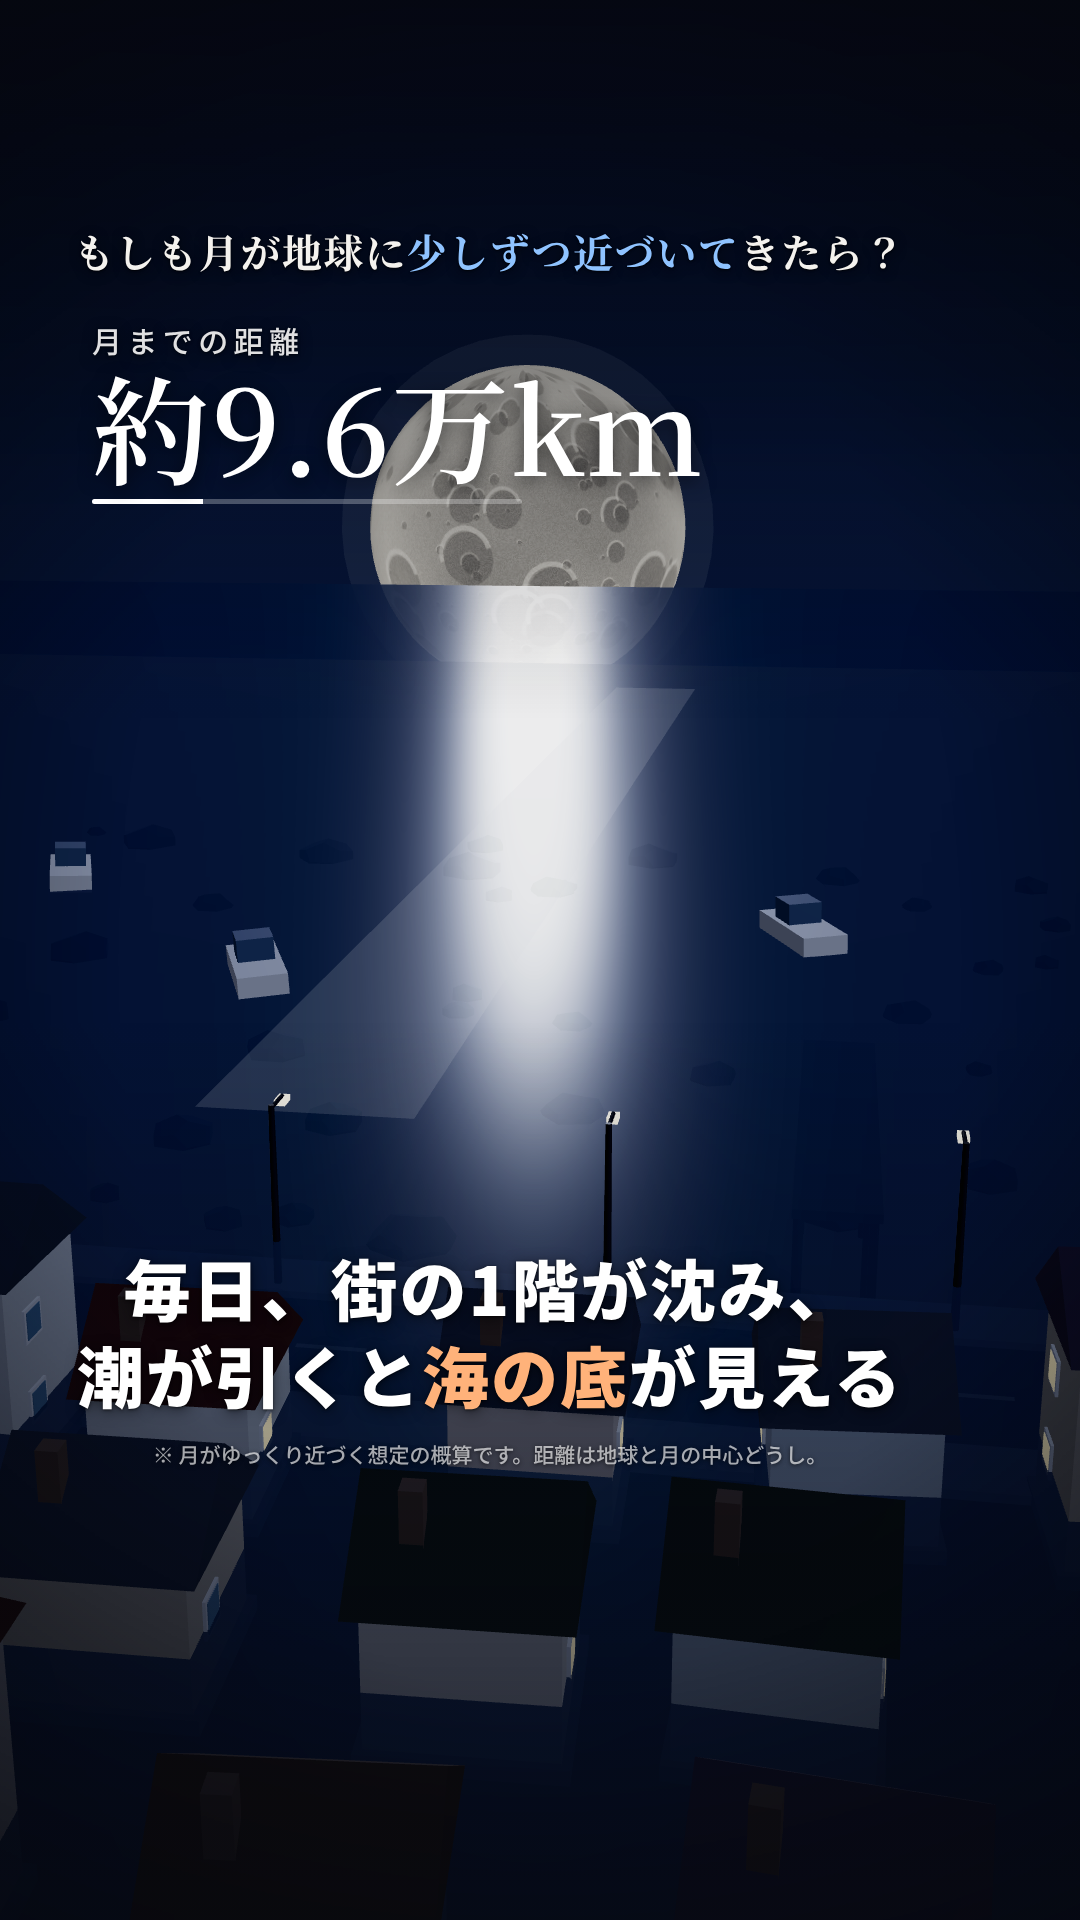 もしも月が地球に少しずつ近づいてきたら？
月までの距離
約9.6万km
毎日、街の1階が沈み、
潮が引くと海の底が見える
※ 月がゆっくり近づく想定の概算です。距離は地球と月の中心どうし。